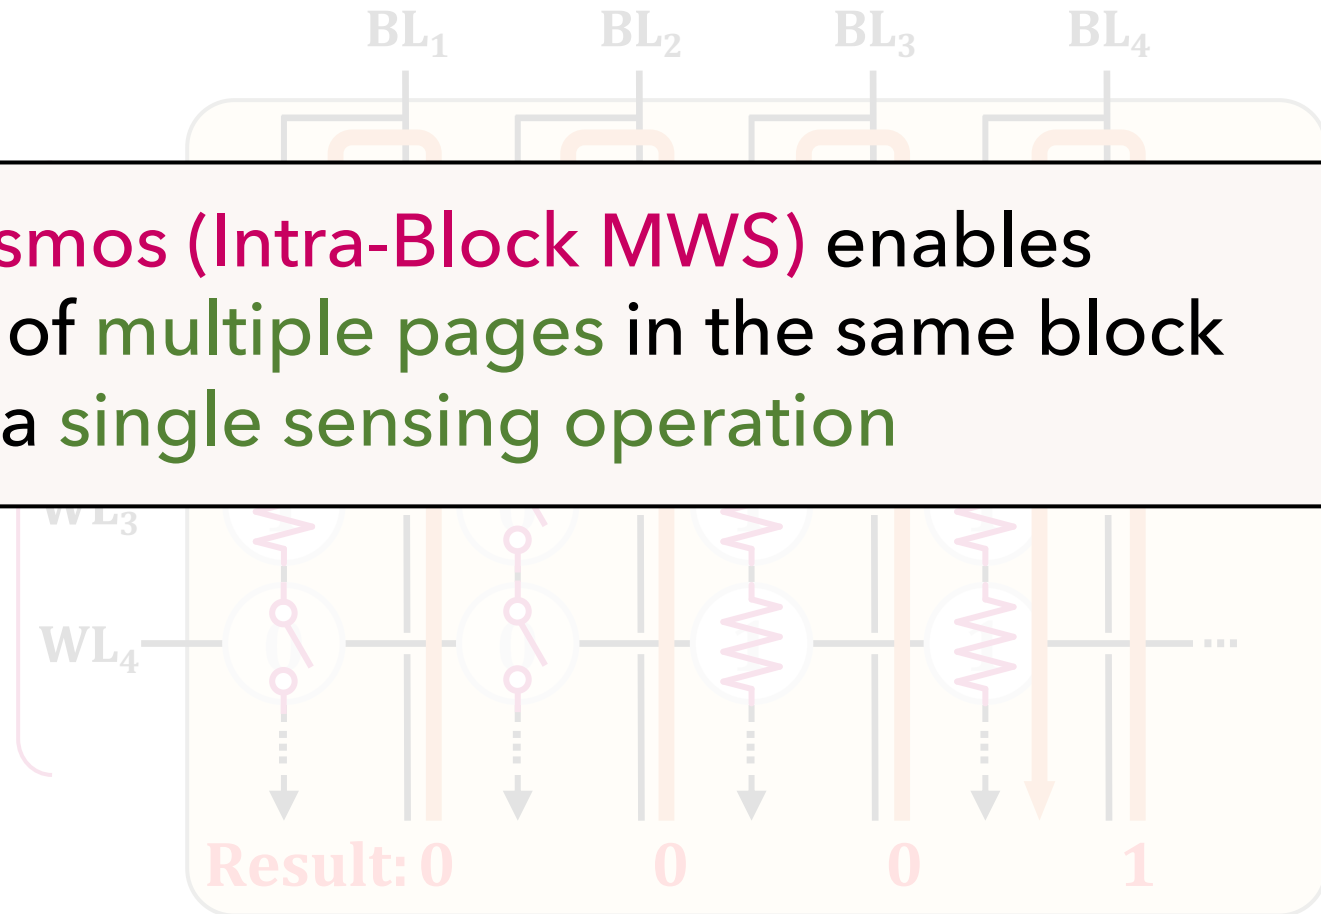 BL1 BL2 BL3 BL4
smos (Intra-Block MWS) enables
of multiple pages in the same block
a single sensing operation
WL3
WL4 ...
Result: 0 0 0 1